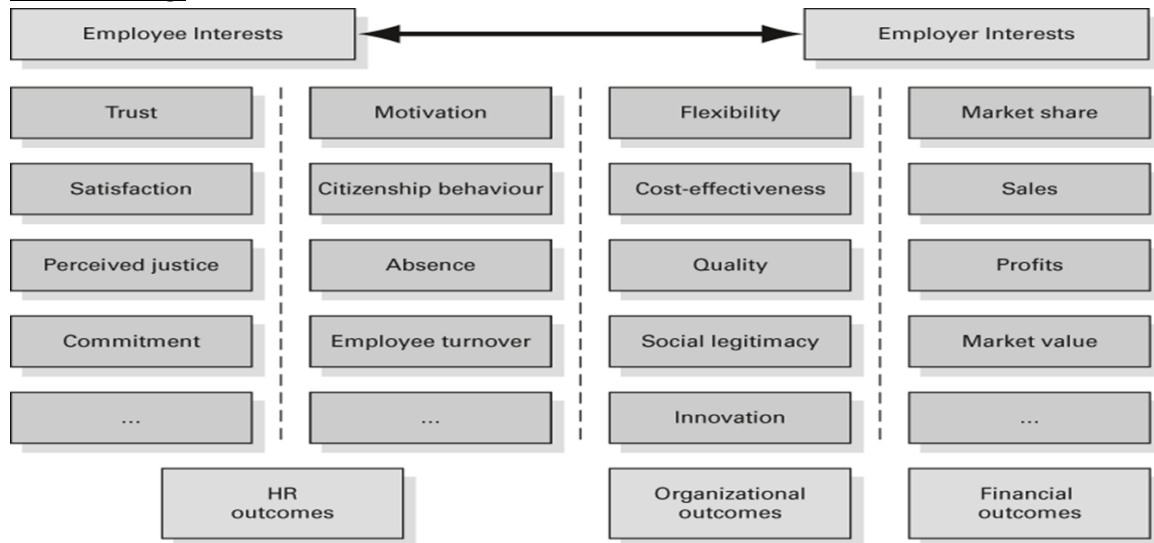 Employee Interests
Employer Interests
Trust
Motivation
Flexibility
Market share
Satisfaction
Citizenship behaviour
Cost-effectiveness
Sales
Perceived justice
Absence
Quality
Profits
Commitment
Employee turnover
Social legitimacy
Market value
...
...
Innovation
...
HR
outcomes
Organizational
outcomes
Financial
outcomes